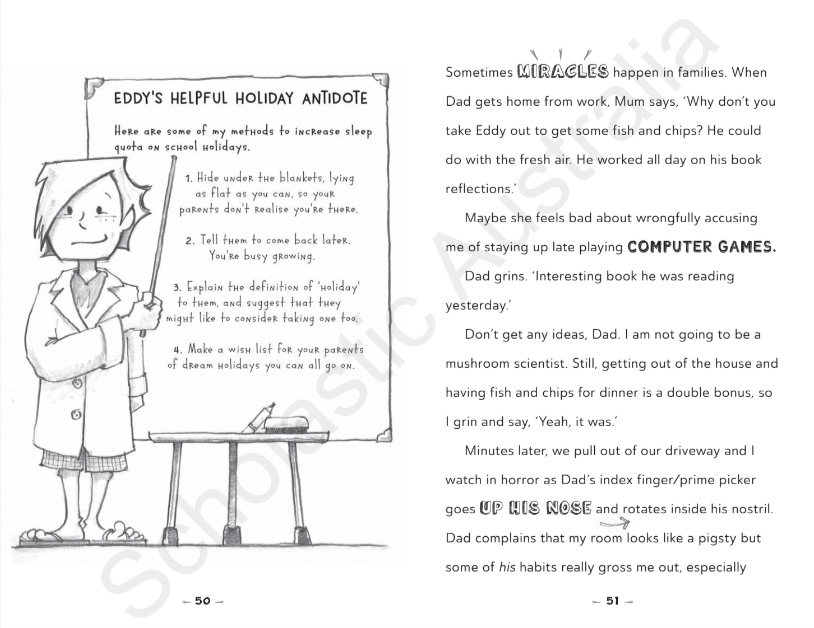 EDDY'S HELPFUL HOLIDAY ANTIDOTE
Here are some of my methods to increase sleep
quota on school holidays.
1. Hide under the blankets, lying
as flat as you can, so your
parents don't realise you're there.
2. Tell them to come back later.
You're busy growing.
3. Explain the definition of 'holiday'
to them, and suggest that they
might like to consider taking one too.
4. Make a wish list for your parents
of dream holidays you can all go on.
– 50 –
Sometimes MIRACLES happen in families. When
Dad gets home from work, Mum says, ‘Why don’t you
take Eddy out to get some fish and chips? He could
do with the fresh air. He worked all day on his book
reflections.’
Maybe she feels bad about wrongfully accusing
me of staying up late playing COMPUTER GAMES.
Dad grins. ‘Interesting book he was reading
yesterday.’
Don’t get any ideas, Dad. I am not going to be a
mushroom scientist. Still, getting out of the house and
having fish and chips for dinner is a double bonus, so
I grin and say, ‘Yeah, it was.’
Minutes later, we pull out of our driveway and I
watch in horror as Dad’s index finger/prime picker
goes UP HIS NOSE and rotates inside his nostril.
Dad complains that my room looks like a pigsty but
some of his habits really gross me out, especially
– 51 –
Scholastic Australia